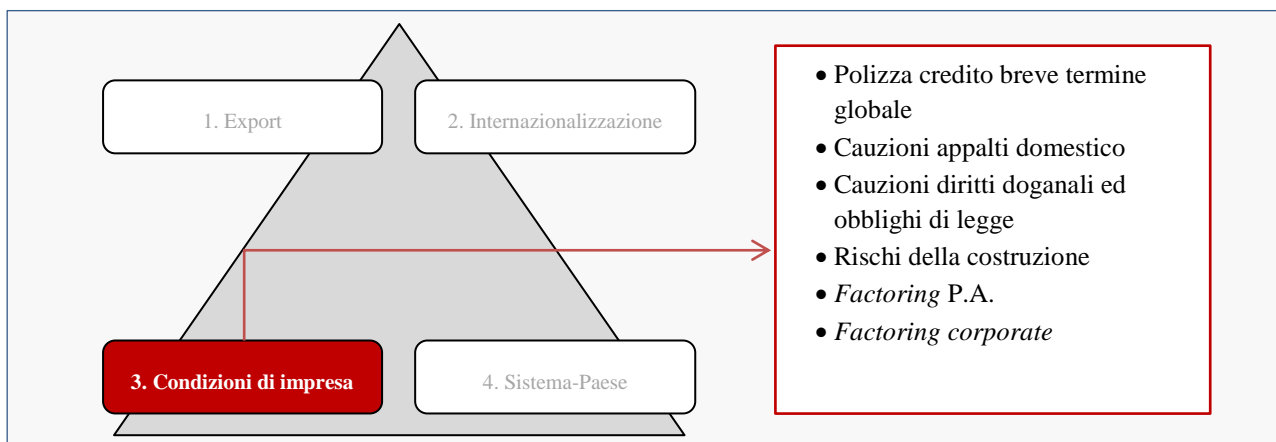 1. Export
2. Internazionalizzazione
3. Condizioni di impresa
4. Sistema-Paese
• Polizza credito breve termine
globale
• Cauzioni appalti domestico
• Cauzioni diritti doganali ed
obblighi di legge
• Rischi della costruzione
• Factoring P.A.
• Factoring corporate